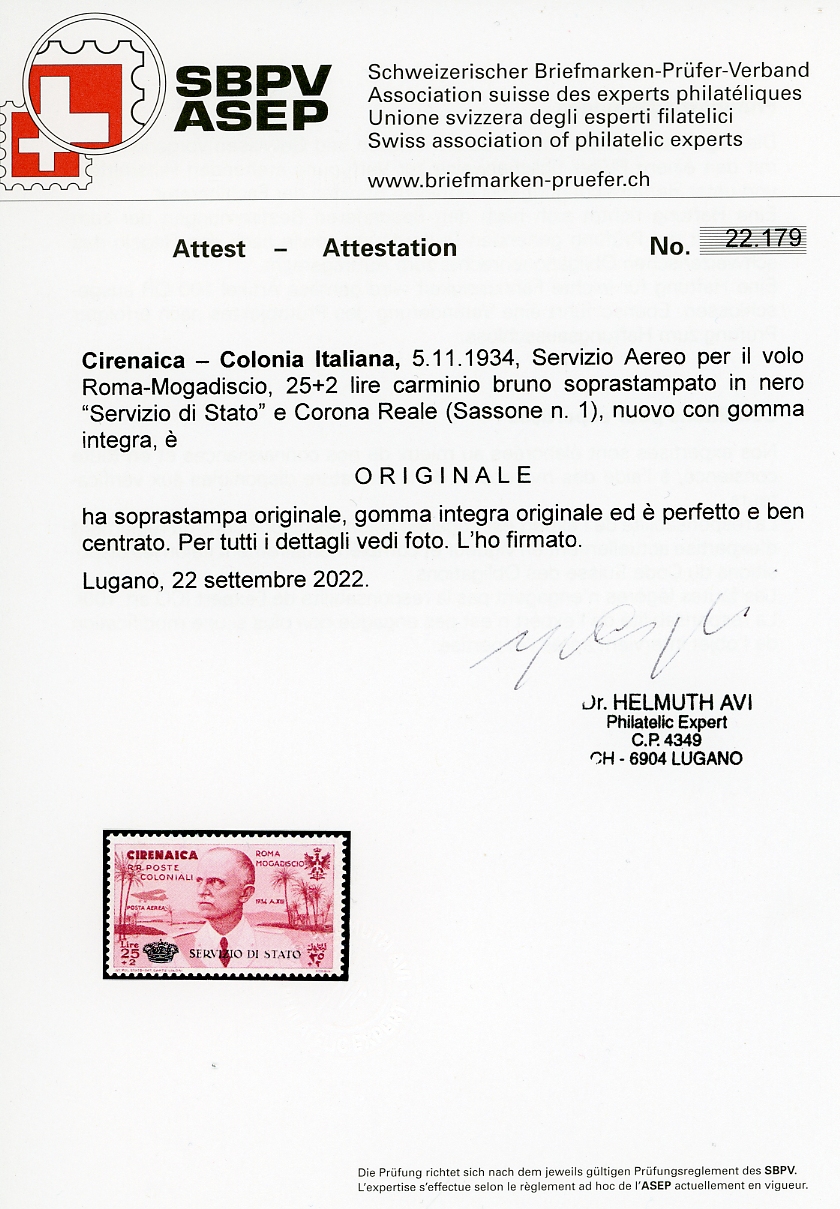 SBPV
ASEP
Schweizerischer Briefmarken-Prüfer-Verband
Association suisse des experts philatéliques
Unione svizzera degli esperti filatelici
Swiss association of philatelic experts
www.briefmarken-pruefer.ch
Attest – Attestation No. 22.179
Cirenaica – Colonia Italiana, 5.11.1934, Servizio Aereo per il volo
Roma-Mogadiscio, 25+2 lire carminio bruno soprastampato in nero
“Servizio di Stato” e Corona Reale (Sassone n. 1), nuovo con gomma
integra, è
ORIGINALE
ha soprastampa originale, gomma integra originale ed è perfetto e ben
centrato. Per tutti i dettagli vedi foto. L’ho firmato.
Lugano, 22 settembre 2022.
Dr. HELMUTH AVI
Philatelic Expert
C.P. 4349
CH - 6904 LUGANO
CIRENAICA
R.R. POSTE
COLONIALI
ROMA
MOGADISCIO
POSTA AEREA
1934 A.XII
Lire
25
+2
SERVIZIO DI STATO
Die Prüfung richtet sich nach dem jeweils gültigen Prüfungsreglement des SBPV.
L’expertise s’effectue selon le règlement ad hoc de l’ASEP actuellement en vigueur.